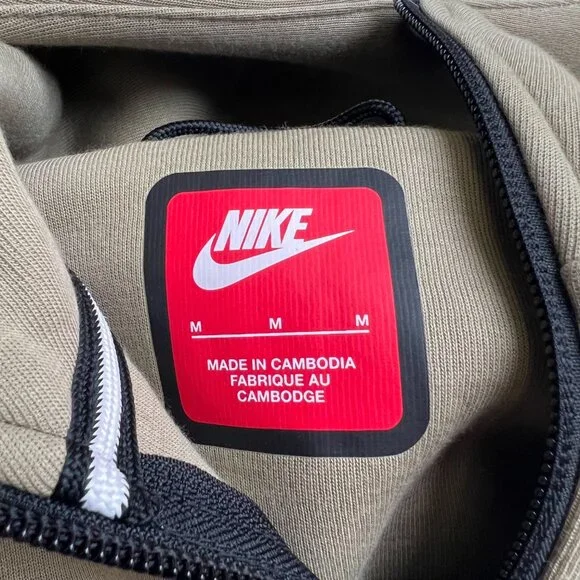 NIKE
M M M
MADE IN CAMBODIA
FABRIQUE AU
CAMBODGE